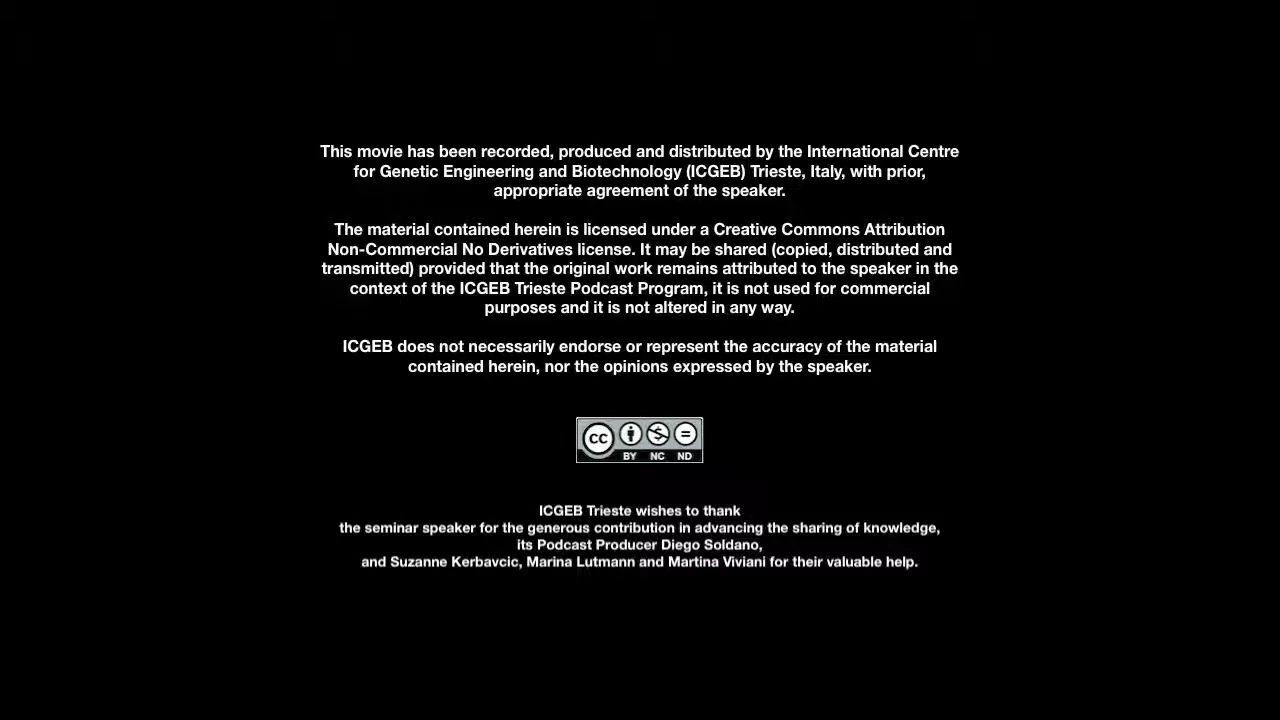 This movie has been recorded, produced and distributed by the International Centre
for Genetic Engineering and Biotechnology (ICGEB) Trieste, Italy, with prior,
appropriate agreement of the speaker.
The material contained herein is licensed under a Creative Commons Attribution
Non-Commercial No Derivatives license. It may be shared (copied, distributed and
transmitted) provided that the original work remains attributed to the speaker in the
context of the ICGEB Trieste Podcast Program, it is not used for commercial
purposes and it is not altered in any way.
ICGEB does not necessarily endorse or represent the accuracy of the material
contained herein, nor the opinions expressed by the speaker.
CC
BY NC ND
ICGEB Trieste wishes to thank
the seminar speaker for the generous contribution in advancing the sharing of knowledge,
its Podcast Producer Diego Soldano,
and Suzanne Kerbavcic, Marina Lutmann and Martina Viviani for their valuable help.